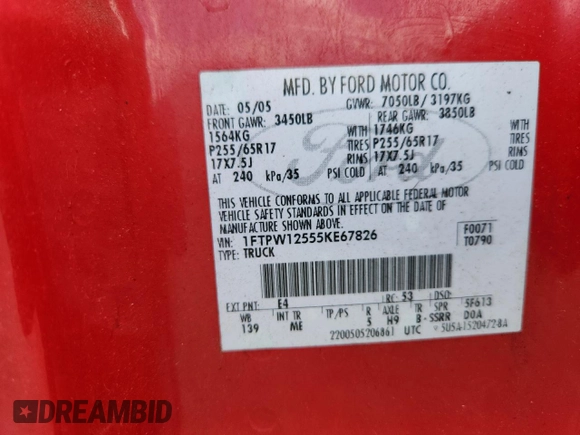 MFD. BY FORD MOTOR CO.
DATE: 05/05 GVWR: 7050LB/ 3197KG
FRONT GAWR: 3450LB REAR GAWR: 3850LB
1564KG 1746KG
P255/65R17 TIRES P255/65R17 TIRES
17X7.5J RIMS 17X7.5J RIMS
AT 240 kPa/35 PSI COLD AT 240 kPa/35 PSI COLD
THIS VEHICLE CONFORMS TO ALL APPLICABLE FEDERAL MOTOR
VEHICLE SAFETY STANDARDS IN EFFECT ON THE DATE OF
MANUFACTURE SHOWN ABOVE.
VIN: 1FTPW12555KE67826 F0071
TYPE: TRUCK T0790
EXT PNT: E4 RC: 53 DSO:
WB INT TR TP/PS R AXLE TR SPR 5F613
139 ME 5 H9 B-SSRR DOA
2200505206861 UTC
Ford
DREAMBID